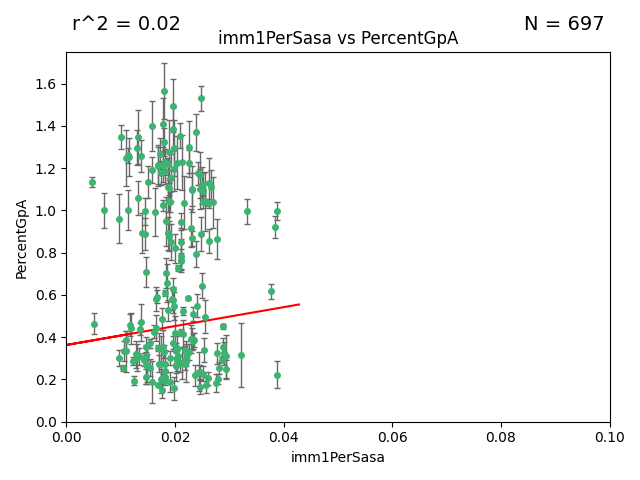 r^2 = 0.02
N = 697
imm1PerSasa vs PercentGpA
PercentGpA
1.6
1.4
1.2
1.0
0.8
0.6
0.4
0.2
0.0
0.00 0.02 0.04 0.06 0.08 0.10
imm1PerSasa